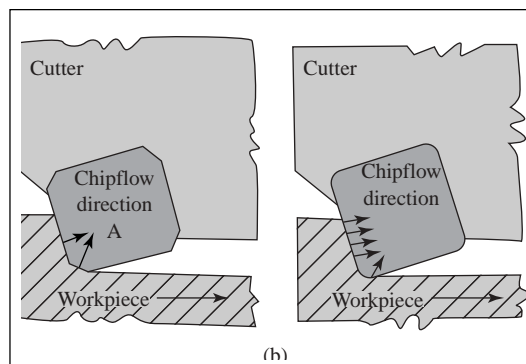 Cutter
Chipflow
direction
A
Workpiece
Cutter
Chipflow
direction
Workpiece
(b)